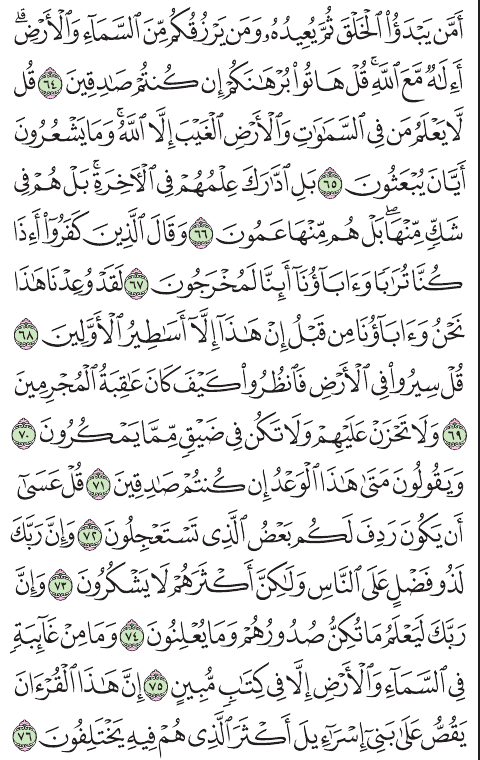 أَمَّن يَبْدَؤُا۟ ٱلْخَلْقَ ثُمَّ يُعِيدُهُۥ وَمَن يَرْزُقُكُم مِّنَ ٱلسَّمَآءِ وَٱلْأَرْضِ ۗ
أَءِلَـٰهٌ مَّعَ ٱللَّهِ ۚ قُلْ هَاتُوا۟ بُرْهَـٰنَكُمْ إِن كُنتُمْ صَـٰدِقِينَ ٦٤ قُل
لَّا يَعْلَمُ مَن فِى ٱلسَّمَـٰوَٰتِ وَٱلْأَرْضِ ٱلْغَيْبَ إِلَّا ٱللَّهُ ۚ وَمَا يَشْعُرُونَ
أَيَّانَ يُبْعَثُونَ ٦٥ بَلِ ٱدَّٰرَكَ عِلْمُهُمْ فِى ٱلْـَٔاخِرَةِ ۚ بَلْ هُمْ فِى
شَكٍّ مِّنْهَا ۖ بَلْ هُم مِّنْهَا عَمُونَ ٦٦ وَقَالَ ٱلَّذِينَ كَفَرُوٓا۟ أَءِذَا
كُنَّا تُرَٰبًا وَءَابَآؤُنَآ أَئِنَّا لَمُخْرَجُونَ ٦٧ لَقَدْ وُعِدْنَا هَـٰذَا
نَحْنُ وَءَابَآؤُنَا مِن قَبْلُ إِنْ هَـٰذَآ إِلَّآ أَسَـٰطِيرُ ٱلْأَوَّلِينَ ٦٨
قُلْ سِيرُوا۟ فِى ٱلْأَرْضِ فَٱنظُرُوا۟ كَيْفَ كَانَ عَـٰقِبَةُ ٱلْمُجْرِمِينَ
٦٩ وَلَا تَحْزَنْ عَلَيْهِمْ وَلَا تَكُن فِى ضَيْقٍ مِّمَّا يَمْكُرُونَ ٧٠
وَيَقُولُونَ مَتَىٰ هَـٰذَا ٱلْوَعْدُ إِن كُنتُمْ صَـٰدِقِينَ ٧١ قُلْ عَسَىٰٓ
أَن يَكُونَ رَدِفَ لَكُم بَعْضُ ٱلَّذِى تَسْتَعْجِلُونَ ٧٢ وَإِنَّ رَبَّكَ
لَذُو فَضْلٍ عَلَى ٱلنَّاسِ وَلَـٰكِنَّ أَكْثَرَهُمْ لَا يَشْكُرُونَ ٧٣ وَإِنَّ
رَبَّكَ لَيَعْلَمُ مَا تُكِنُّ صُدُورُهُمْ وَمَا يُعْلِنُونَ ٧٤ وَمَا مِنْ غَآئِبَةٍ
فِى ٱلسَّمَآءِ وَٱلْأَرْضِ إِلَّا فِى كِتَـٰبٍ مُّبِينٍ ٧٥ إِنَّ هَـٰذَا ٱلْقُرْءَانَ
يَقُصُّ عَلَىٰ بَنِىٓ إِسْرَٰٓءِيلَ أَكْثَرَ ٱلَّذِى هُمْ فِيهِ يَخْتَلِفُونَ ٧٦